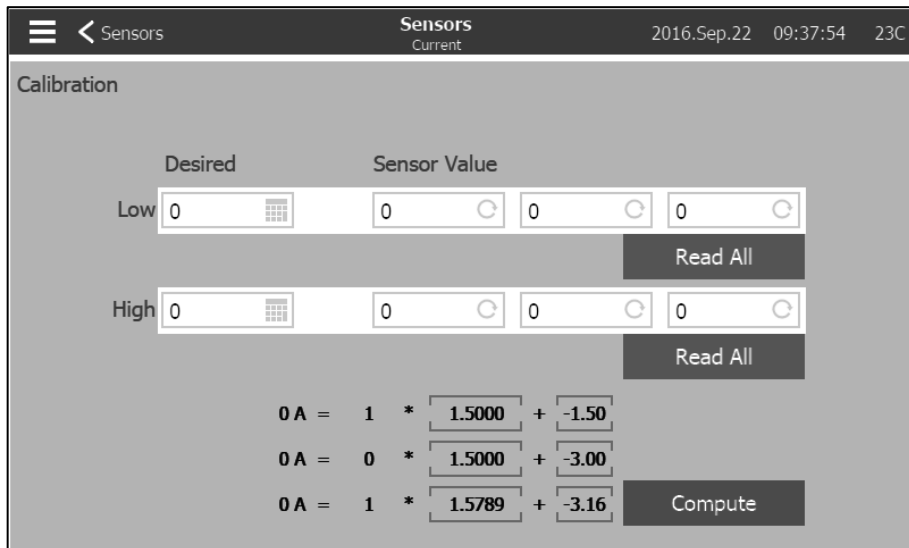 Sensors Sensors 2016.Sep.22 09:37:54 23C
Current
Calibration
Desired Sensor Value
Low 0 0 0 0
Read All
High 0 0 0 0
Read All
0 A = 1 * 1.5000 + -1.50
0 A = 0 * 1.5000 + -3.00
0 A = 1 * 1.5789 + -3.16 Compute